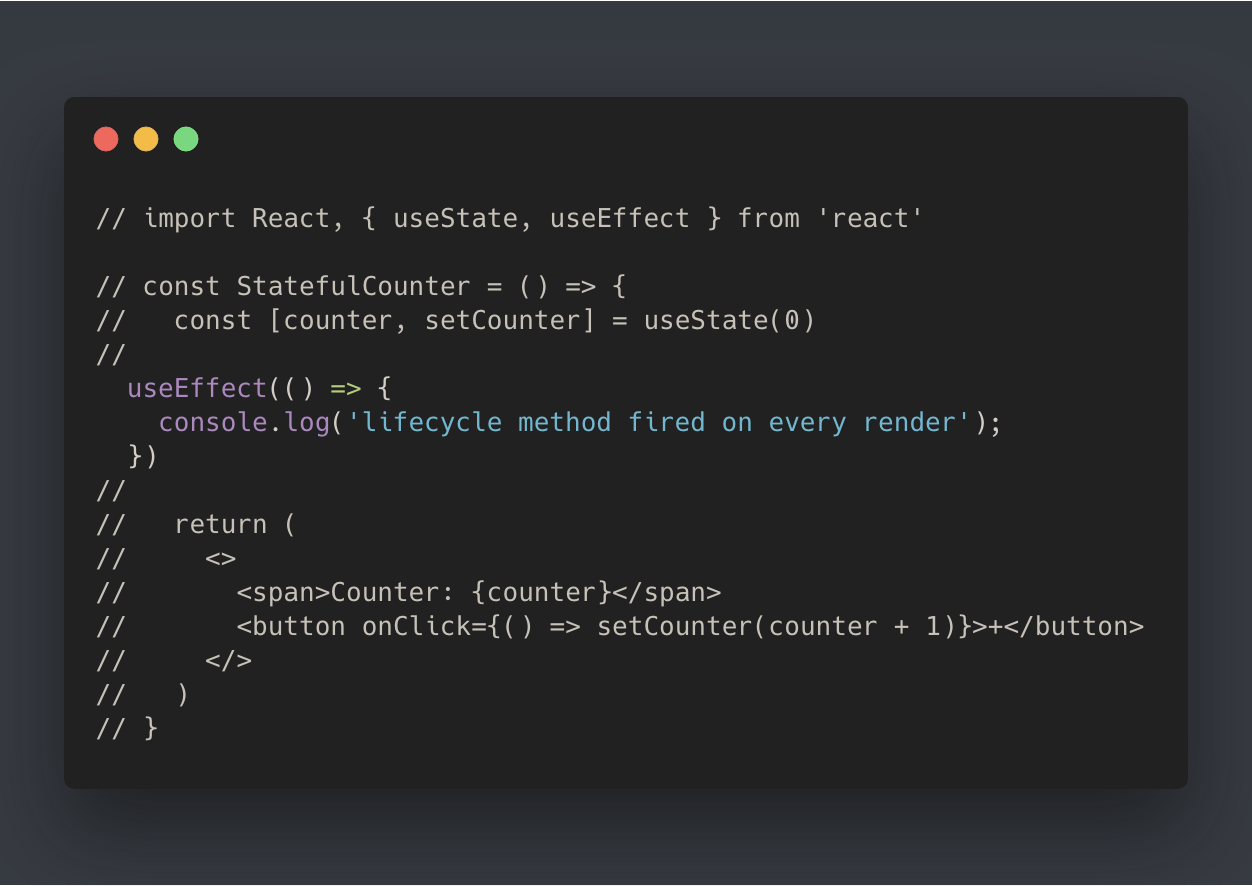 // import React, { useState, useEffect } from 'react'

// const StatefulCounter = () => {
//   const [counter, setCounter] = useState(0)
//
  useEffect(() => {
    console.log('lifecycle method fired on every render');
  })
//
//   return (
//     <>
//       <span>Counter: {counter}</span>
//       <button onClick={() => setCounter(counter + 1)}>+</button>
//     </>
//   )
// }